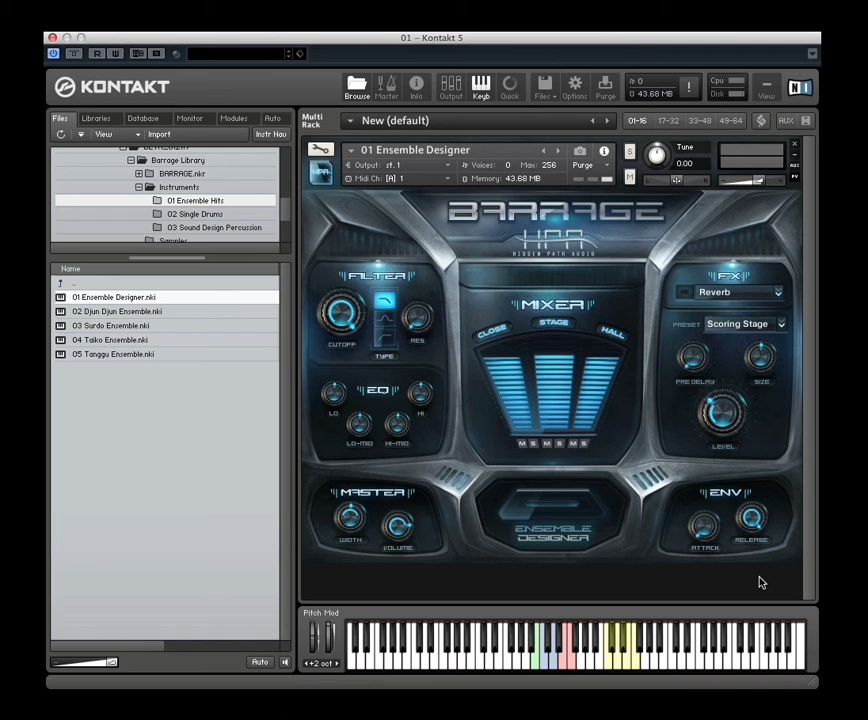 01 - Kontakt 5
R W
KONTAKT
Browse Master Info Output Keyb Quick Files Options Purge
0
43.68 MB
!
Cpu
Disk
View
NI
Files Libraries Database Monitor Modules Auto
View Import Instr Nav
Barrage Library
BARRAGE.nkr
Instruments
01 Ensemble Hits
02 Single Drums
03 Sound Design Percussion
Samples
Name
..
01 Ensemble Designer.nki
02 Djun Djun Ensemble.nki
03 Surdo Ensemble.nki
04 Taiko Ensemble.nki
05 Tanggu Ensemble.nki
Auto
Multi
Rack
New (default)
01-16 17-32 33-48 49-64 AUX
01 Ensemble Designer
Output: st.1 Voices: 0 Max: 256 Purge
Midi Ch: [A] 1 Memory: 43.68 MB
S
M
Tune
0.00
L R
AUX
PV
BARRAGE
HPA
HIDDEN PATH AUDIO
FILTER
CUTOFF
TYPE
RES
EQ
LO
HI
LO-MID
HI-MID
MIXER
CLOSE STAGE HALL
M S M S M S
FX
Reverb
PRESET Scoring Stage
PRE DELAY
SIZE
LEVEL
MASTER
WIDTH
VOLUME
ENSEMBLE
DESIGNER
ENV
ATTACK
RELEASE
Pitch Mod
+2 oct